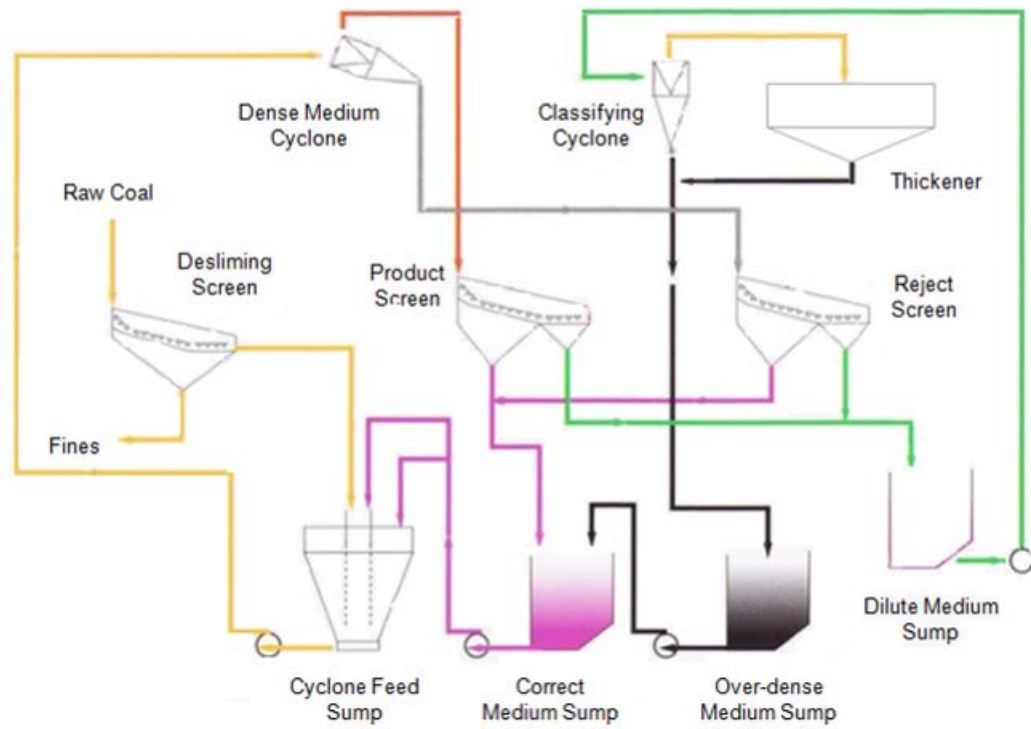 Dense Medium
Cyclone
Classifying
Cyclone
Thickener
Raw Coal
Desliming
Screen
Product
Screen
Reject
Screen
Fines
Dilute Medium
Sump
Cyclone Feed
Sump
Correct
Medium Sump
Over-dense
Medium Sump